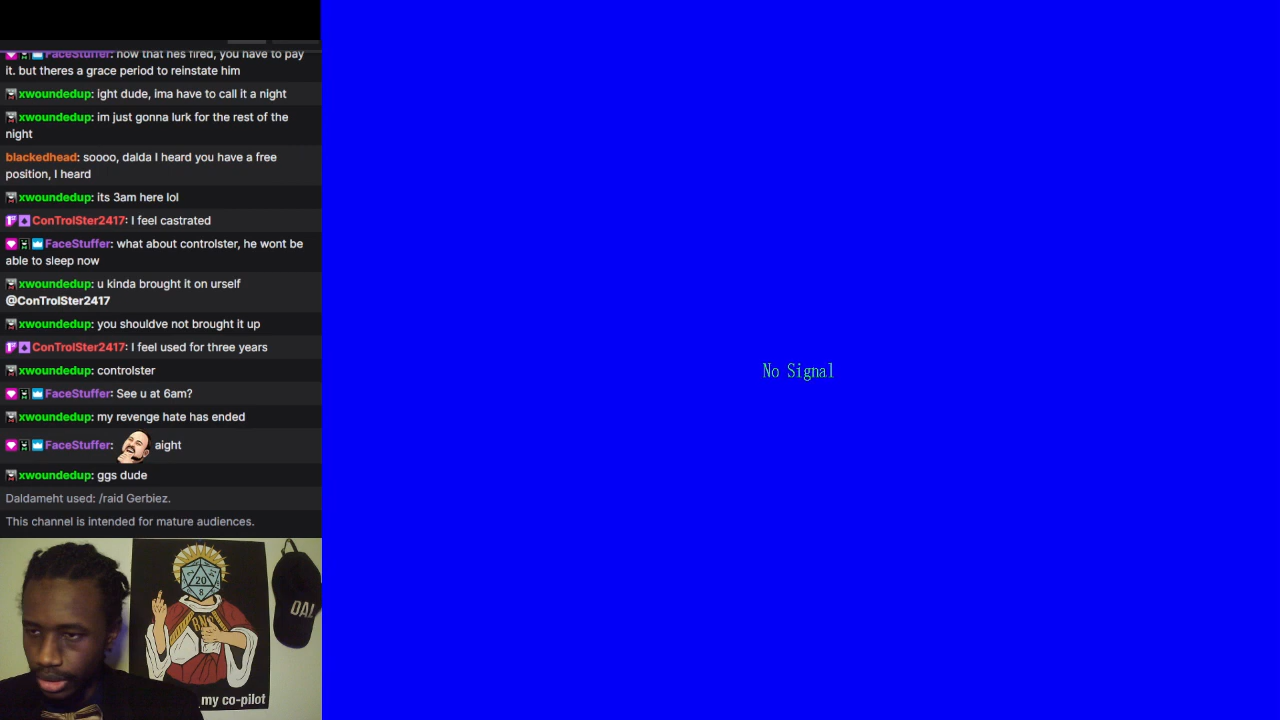 FaceStuffer: now that hes fired, you have to pay
it. but theres a grace period to reinstate him
xwoundedup: ight dude, ima have to call it a night
xwoundedup: im just gonna lurk for the rest of the
night
blackedhead: soooo, dalda I heard you have a free
position, I heard
xwoundedup: its 3am here lol
ConTrolSter2417: I feel castrated
FaceStuffer: what about controlster, he wont be
able to sleep now
xwoundedup: u kinda brought it on urself
@ConTrolSter2417
xwoundedup: you shouldve not brought it up
ConTrolSter2417: I feel used for three years
xwoundedup: controlster
FaceStuffer: See u at 6am?
xwoundedup: my revenge hate has ended
FaceStuffer: aight
xwoundedup: ggs dude
Daldameht used: /raid Gerbiez.
This channel is intended for mature audiences.
No Signal
20
8
DAL
my co-pilot